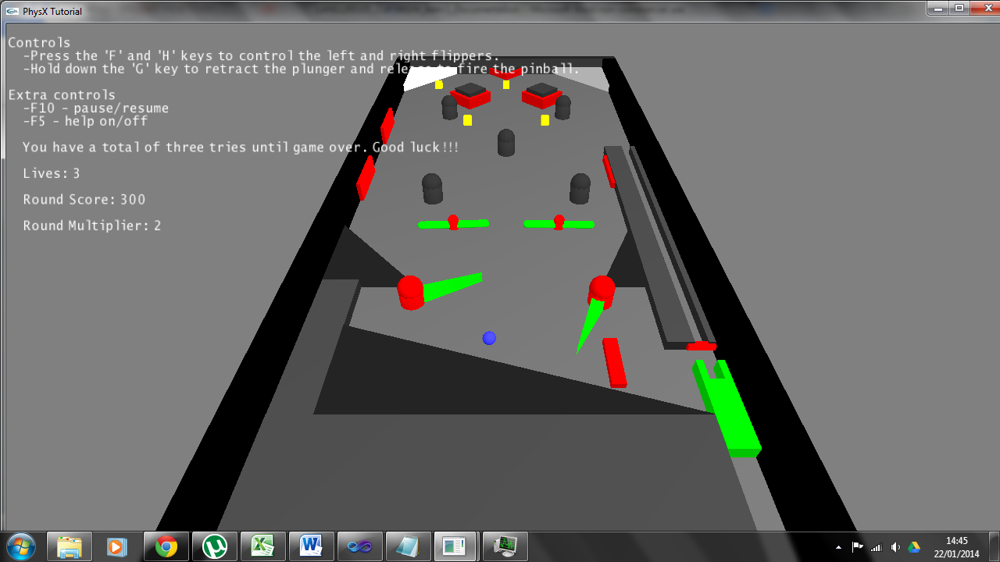 PhysX Tutorial
Controls
-Press the 'F' and 'H' keys to control the left and right flippers.
-Hold down the 'G' key to retract the plunger and release to fire the pinball.
Extra controls
-F10 - pause/resume
-F5 - help on/off
You have a total of three tries until game over. Good luck!!!
Lives: 3
Round Score: 300
Round Multiplier: 2
14:45
22/01/2014